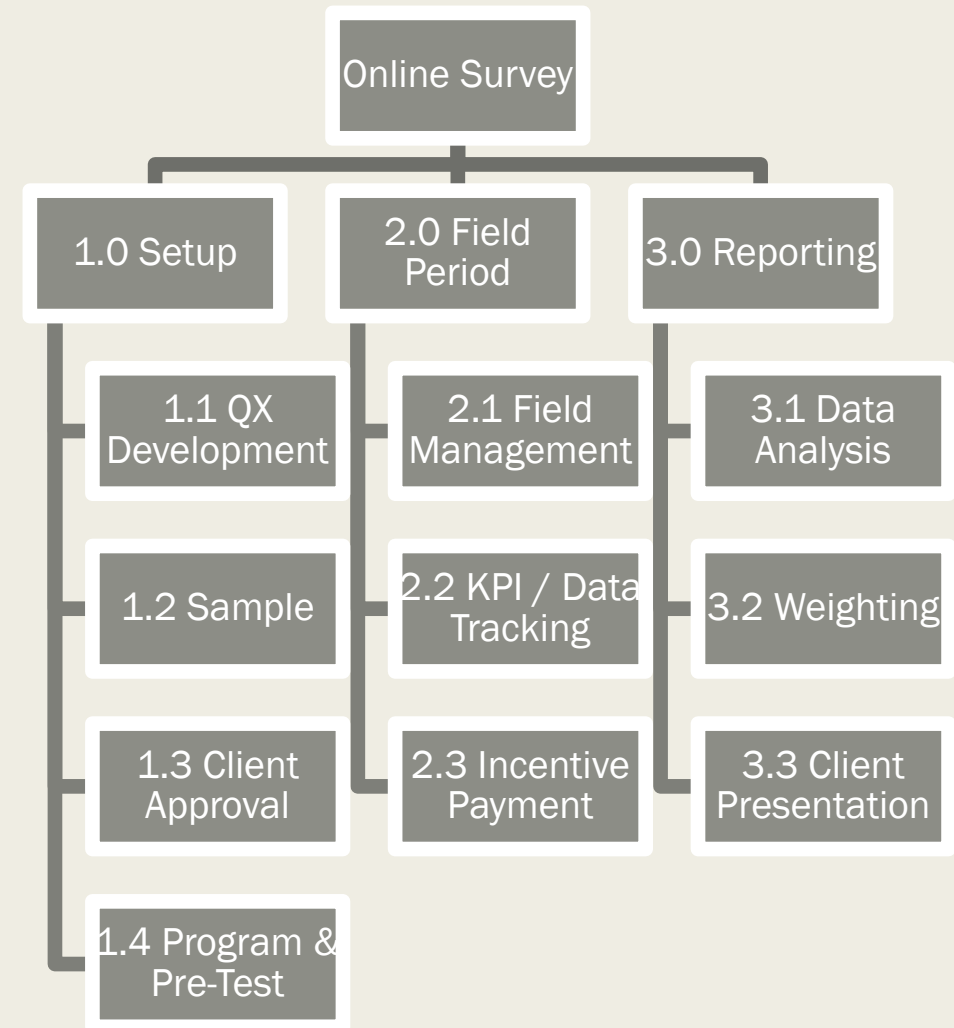 Online Survey
1.0 Setup
2.0 Field
Period
3.0 Reporting
1.1 QX
Development
1.2 Sample
1.3 Client
Approval
1.4 Program &
Pre-Test
2.1 Field
Management
2.2 KPI / Data
Tracking
2.3 Incentive
Payment
3.1 Data
Analysis
3.2 Weighting
3.3 Client
Presentation